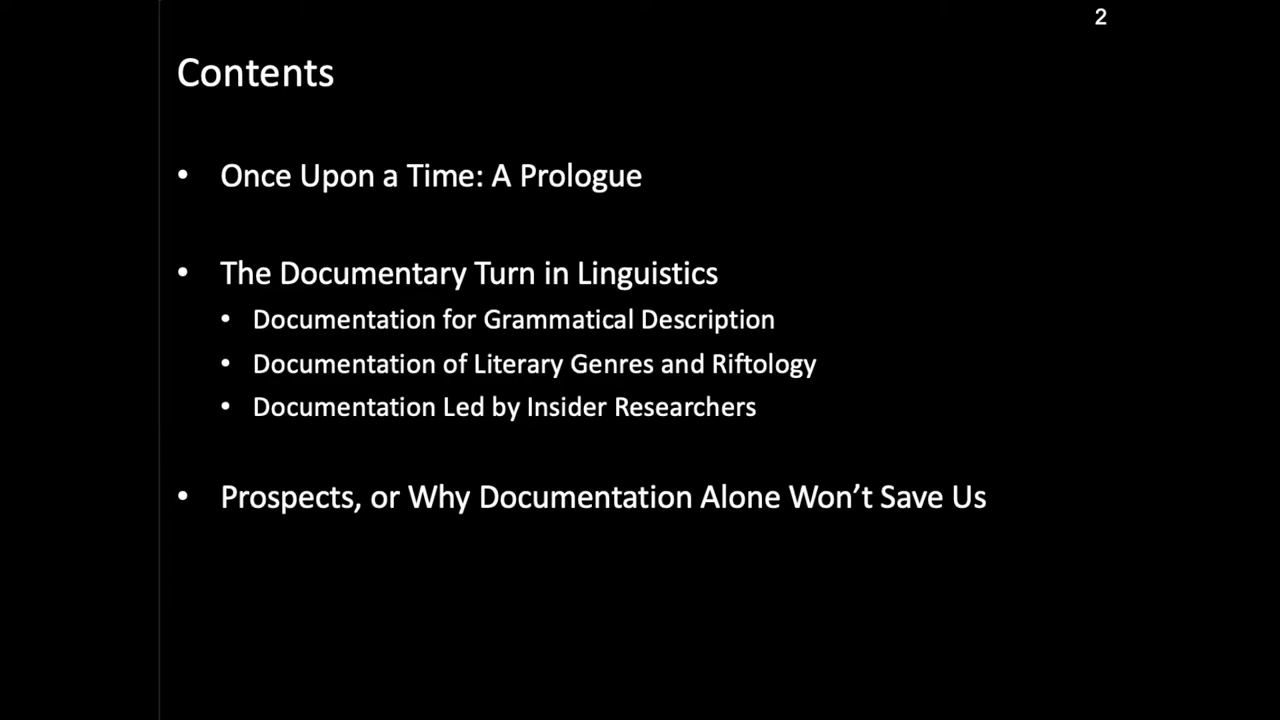 2
Contents
• Once Upon a Time: A Prologue
• The Documentary Turn in Linguistics
• Documentation for Grammatical Description
• Documentation of Literary Genres and Riftology
• Documentation Led by Insider Researchers
• Prospects, or Why Documentation Alone Won’t Save Us